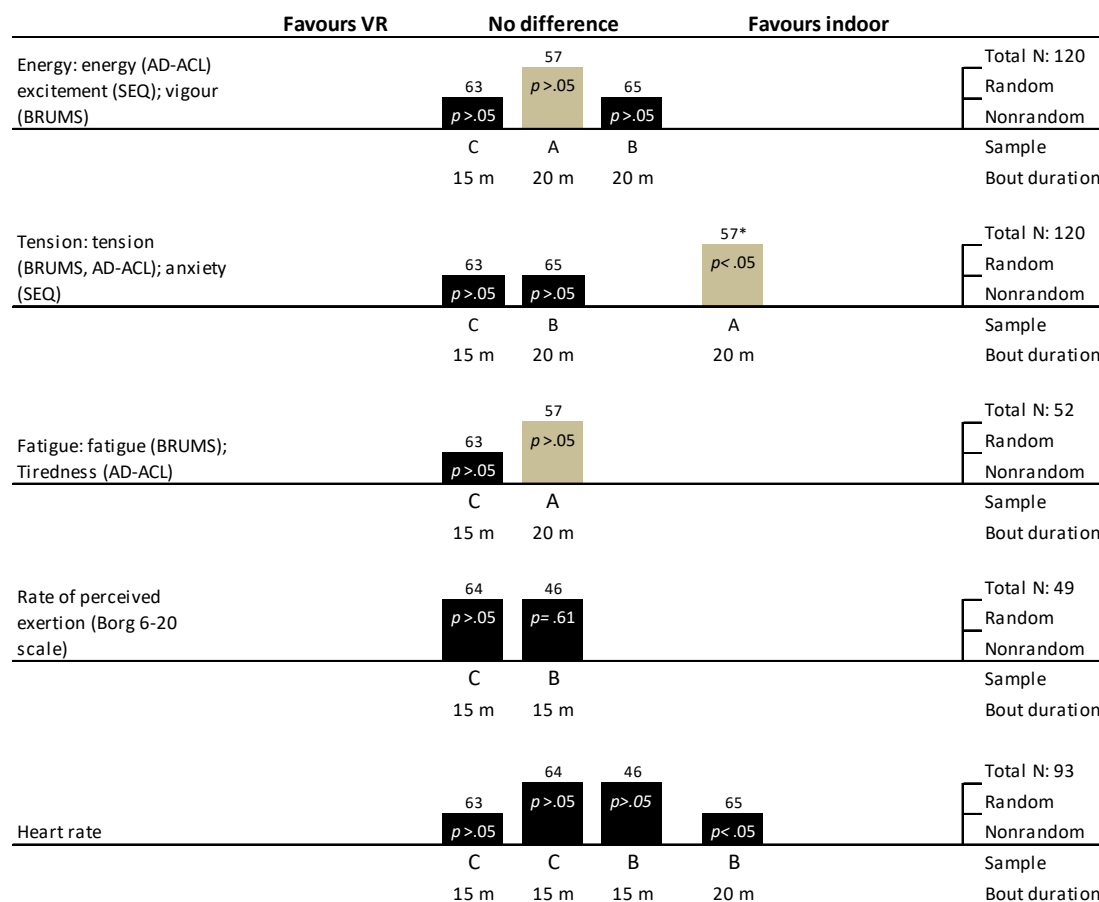 Favours VR No difference Favours indoor
57 Total N: 120
Energy: energy (AD-ACL) 63 p >.05 65 Random
excitement (SEQ); vigour
(BRUMS) p >.05 p >.05 Nonrandom
C A B Sample
15 m 20 m 20 m Bout duration
57* Total N: 120
Tension: tension
(BRUMS, AD-ACL); anxiety 63 65 p< .05 Random
(SEQ) p >.05 p >.05 Nonrandom
C B A Sample
15 m 20 m 20 m Bout duration
57 Total N: 52
Fatigue: fatigue (BRUMS); 63 p >.05 Random
Tiredness (AD-ACL) p >.05 Nonrandom
C A Sample
15 m 20 m Bout duration
64 46 Total N: 49
Rate of perceived
exertion (Borg 6-20 p >.05 p= .61 Random
scale) Nonrandom
C B Sample
15 m 15 m Bout duration
64 46 Total N: 93
63 p >.05 p>.05 65 Random
Heart rate p >.05 p< .05 Nonrandom
C C B B Sample
15 m 15 m 15 m 20 m Bout duration